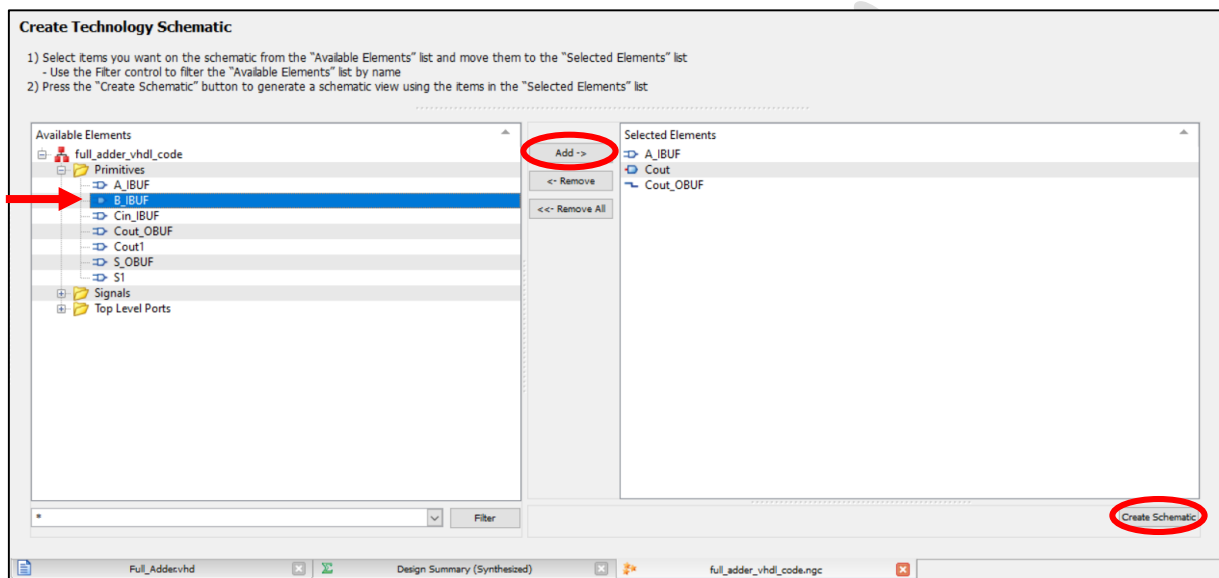 Create Technology Schematic
1) Select items you want on the schematic from the "Available Elements" list and move them to the "Selected Elements" list
- Use the Filter control to filter the "Available Elements" list by name
2) Press the "Create Schematic" button to generate a schematic view using the items in the "Selected Elements" list
Available Elements
full_adder_vhdl_code
Primitives
A_IBUF
B_IBUF
Cin_IBUF
Cout_OBUF
Cout1
S_OBUF
S1
Signals
Top Level Ports
Add ->
<- Remove
<<- Remove All
Selected Elements
A_IBUF
Cout
Cout_OBUF
*
Filter
Create Schematic
Full_Adder.vhd
Design Summary (Synthesized)
full_adder_vhdl_code.ngc